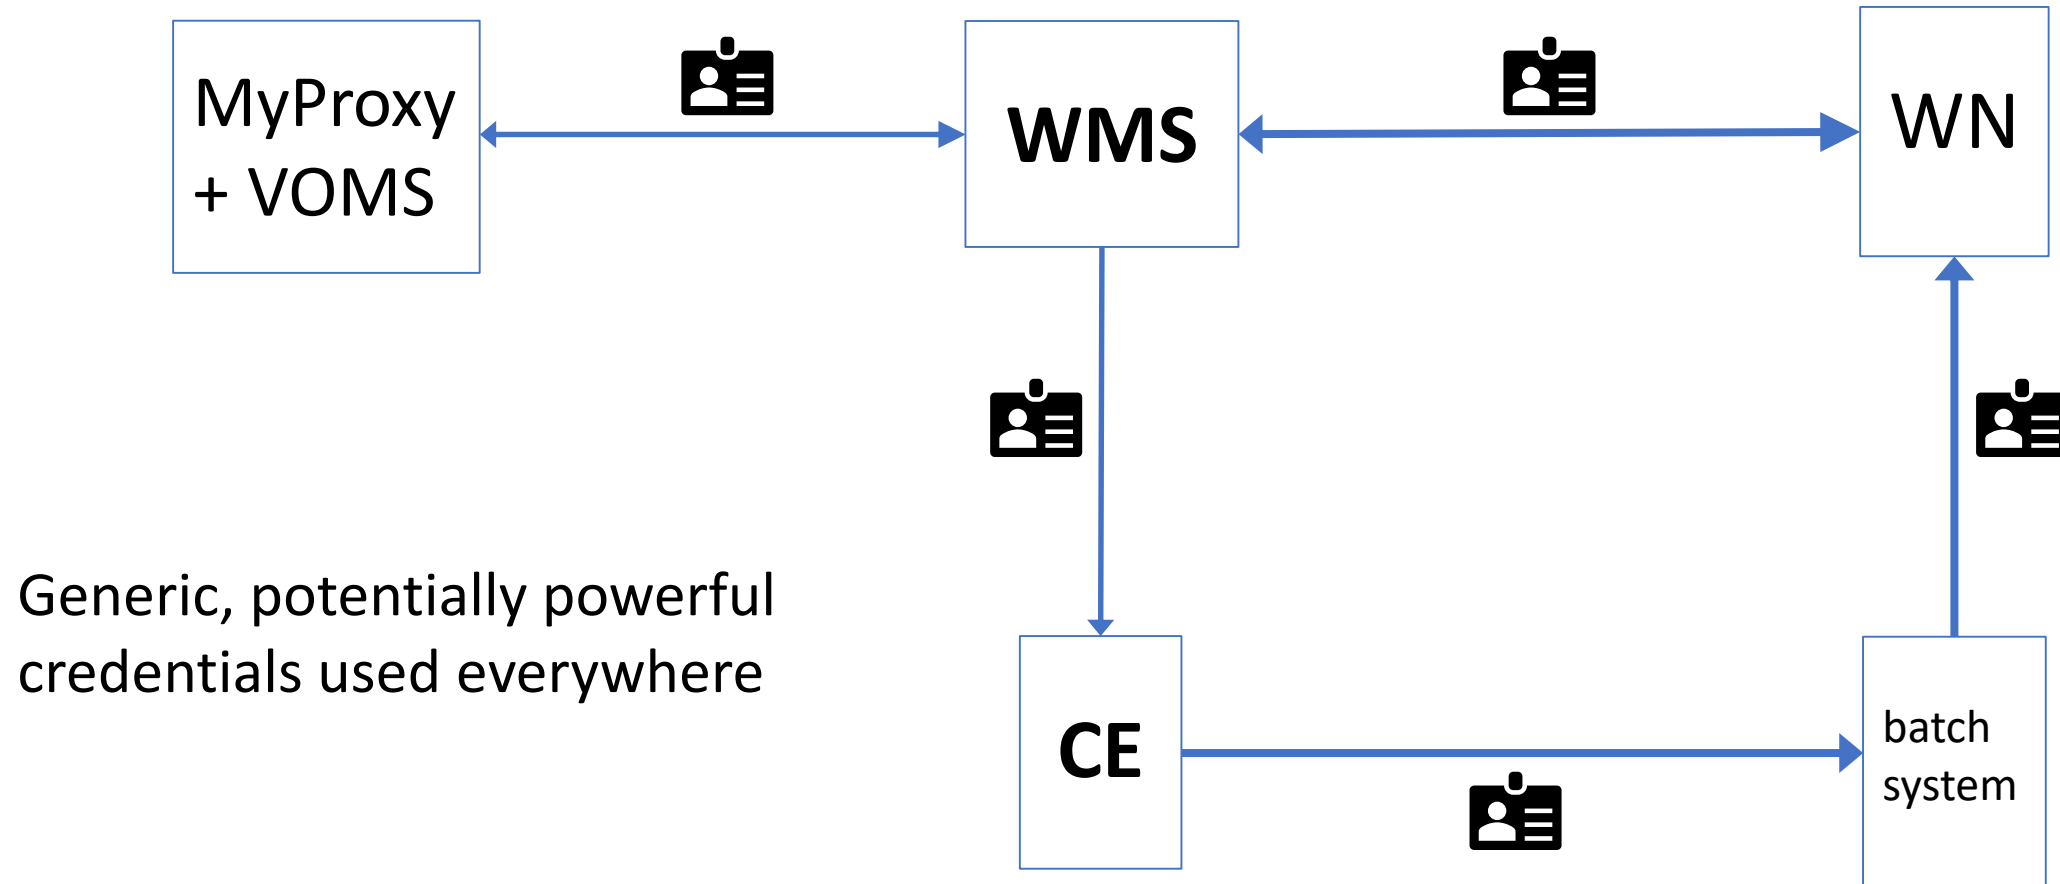 MyProxy
+ VOMS
WMS
WN
Generic, potentially powerful
credentials used everywhere
CE
batch
system